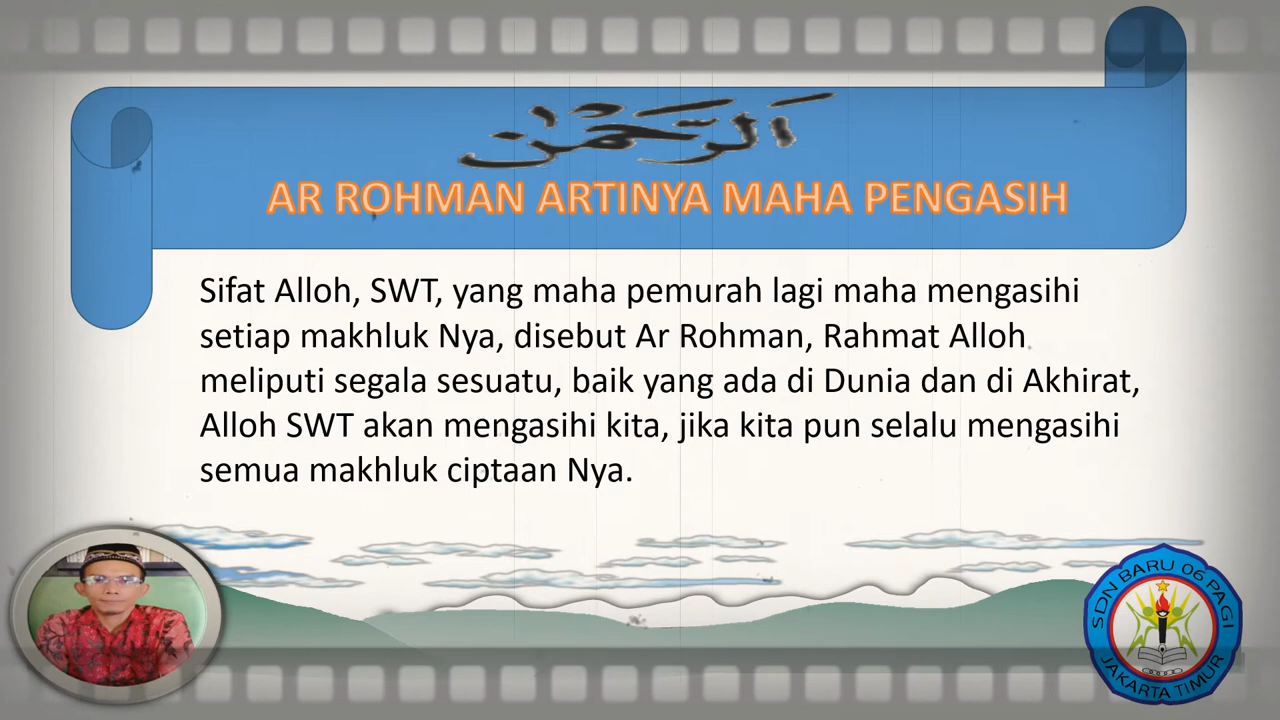 اَلرَّحْمٰنُ
AR ROHMAN ARTINYA MAHA PENGASIH
Sifat Alloh, SWT, yang maha pemurah lagi maha mengasihi
setiap makhluk Nya, disebut Ar Rohman, Rahmat Alloh
meliputi segala sesuatu, baik yang ada di Dunia dan di Akhirat,
Alloh SWT akan mengasihi kita, jika kita pun selalu mengasihi
semua makhluk ciptaan Nya.
SDN BARU 06 PAGI
JAKARTA TIMUR